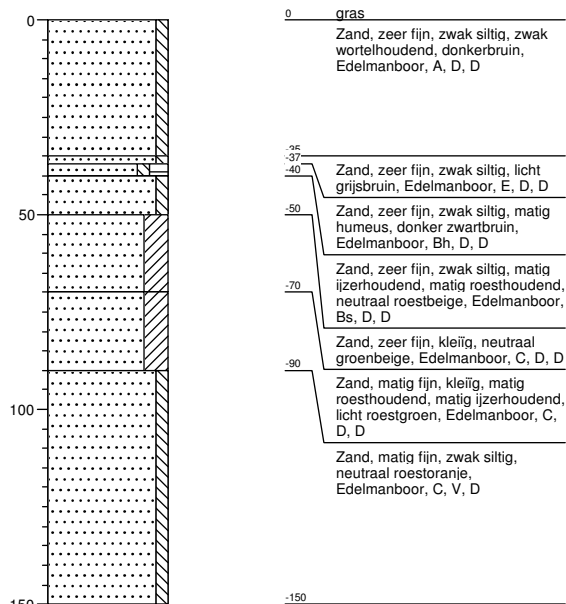 0
50
100
150
0
gras
Zand, zeer fijn, zwak siltig, zwak
wortelhoudend, donkerbruin,
Edelmanboor, A, D, D
-35
-37
Zand, zeer fijn, zwak siltig, licht
grijsbruin, Edelmanboor, E, D, D
-40
Zand, zeer fijn, zwak siltig, matig
humeus, donker zwartbruin,
Edelmanboor, Bh, D, D
-50
Zand, zeer fijn, zwak siltig, matig
ijzerhoudend, matig roesthoudend,
neutraal roestbeige, Edelmanboor,
Bs, D, D
-70
Zand, zeer fijn, kleiïg, neutraal
groenbeige, Edelmanboor, C, D, D
-90
Zand, matig fijn, kleiïg, matig
roesthoudend, matig ijzerhoudend,
licht roestgroen, Edelmanboor, C,
D, D
Zand, matig fijn, zwak siltig,
neutraal roestoranje,
Edelmanboor, C, V, D
-150